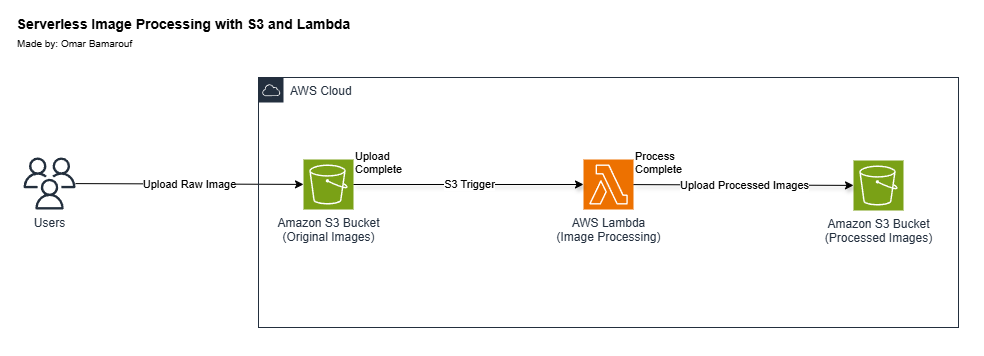 Serverless Image Processing with S3 and Lambda
Made by: Omar Bamarouf
AWS Cloud
Upload
Complete
Process
Complete
Upload Raw Image
S3 Trigger
Upload Processed Images
Users
Amazon S3 Bucket
(Original Images)
AWS Lambda
(Image Processing)
Amazon S3 Bucket
(Processed Images)